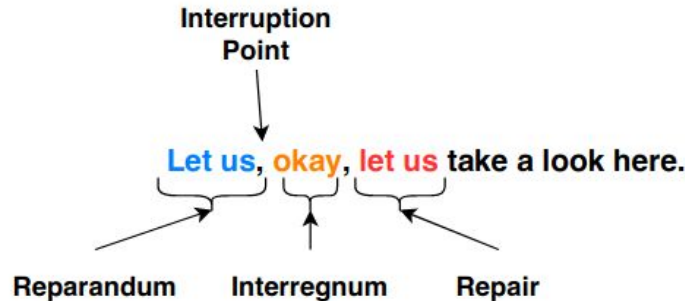 Interruption
Point
Let us, okay, let us take a look here.
Reparandum Interregnum Repair